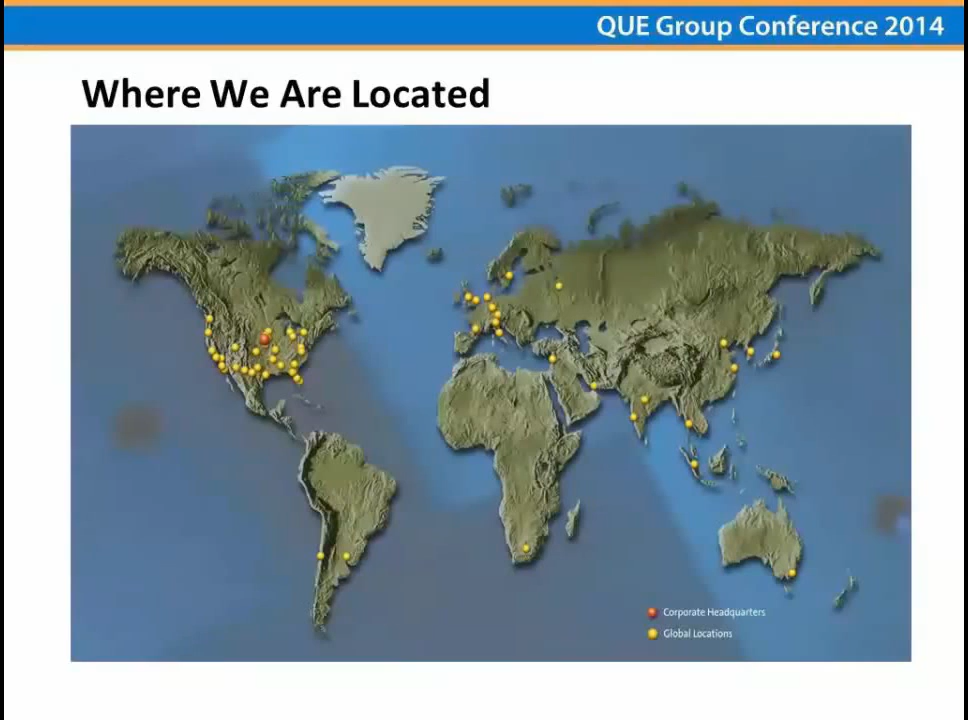 QUE Group Conference 2014
Where We Are Located
Corporate Headquarters
Global Locations